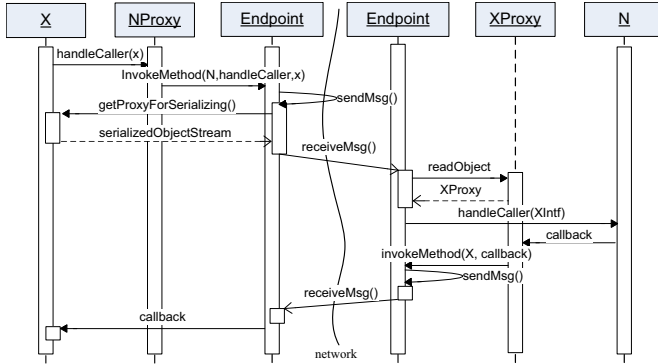 X
NProxy
Endpoint
Endpoint
XProxy
N
handleCaller(x)
InvokeMethod(N,handleCaller,x)
sendMsg()
getProxyForSerializing()
serializedObjectStream
receiveMsg()
readObject
XProxy
handleCaller(XIntf)
callback
invokeMethod(X, callback)
sendMsg()
receiveMsg()
callback
network